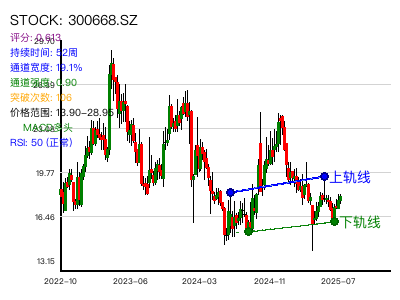 STOCK: 300668.SZ
评分: 0.613
29.70
持续时间: 52周
通道宽度: 19.1%
通道强度: 0.90
突破次数: 106
价格范围: 13.90~28.95
MACD多头
RSI: 50 (正常)
19.77
上轨线
16.46
下轨线
13.15
2022-10 2023-06 2024-03 2024-11 2025-07